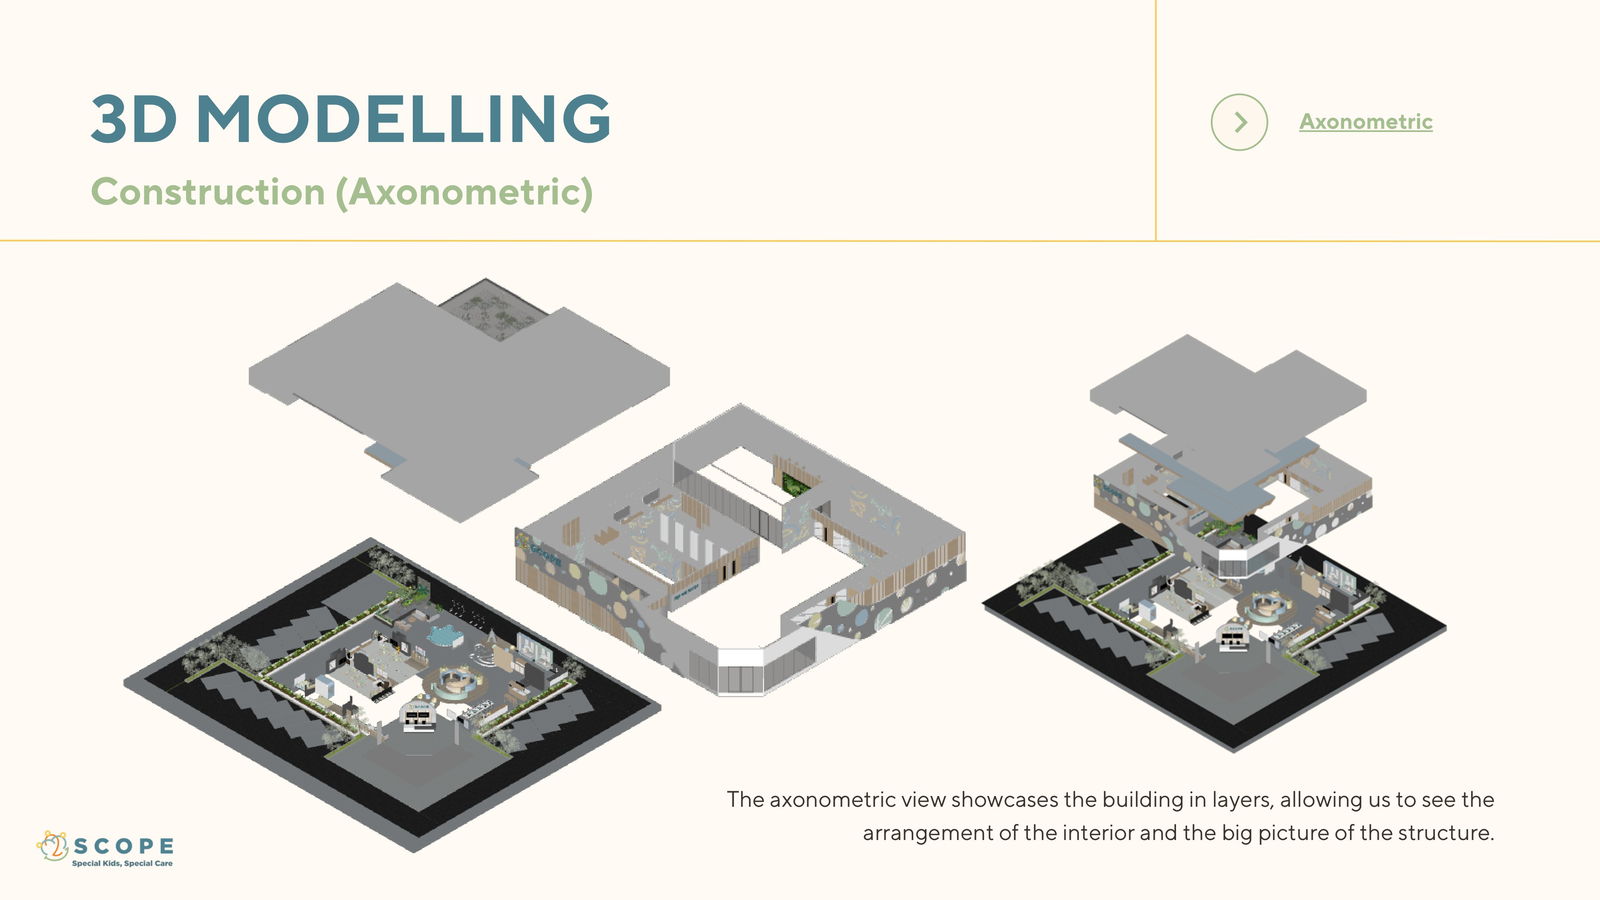 3D MODELLING
Construction (Axonometric)
Axonometric
The axonometric view showcases the building in layers, allowing us to see the
arrangement of the interior and the big picture of the structure.
SCOPE
Special Kids, Special Care